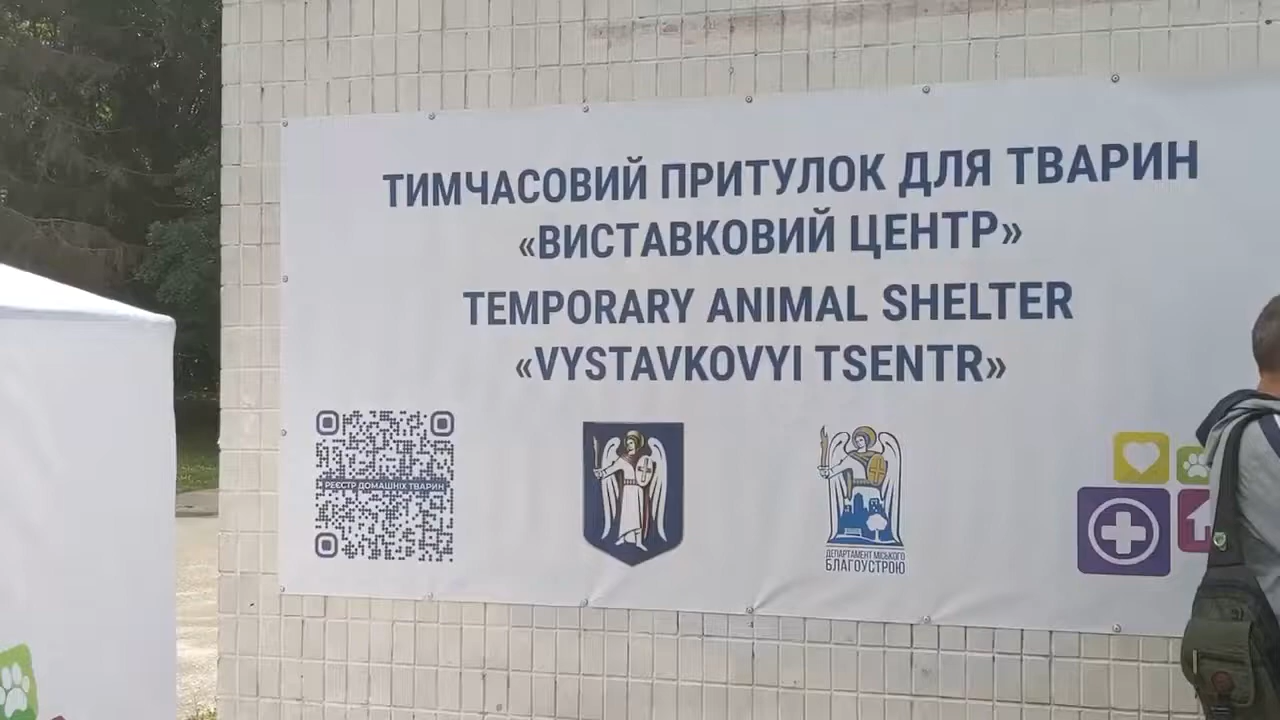 ТИМЧАСОВИЙ ПРИТУЛОК ДЛЯ ТВАРИН
«ВИСТАВКОВИЙ ЦЕНТР»
TEMPORARY ANIMAL SHELTER
«VYSTAVKOVYI TSENTR»
РЕЄСТР ДОМАШНІХ ТВАРИН
ДЕПАРТАМЕНТ МІСЬКОГО
БЛАГОУСТРОЮ